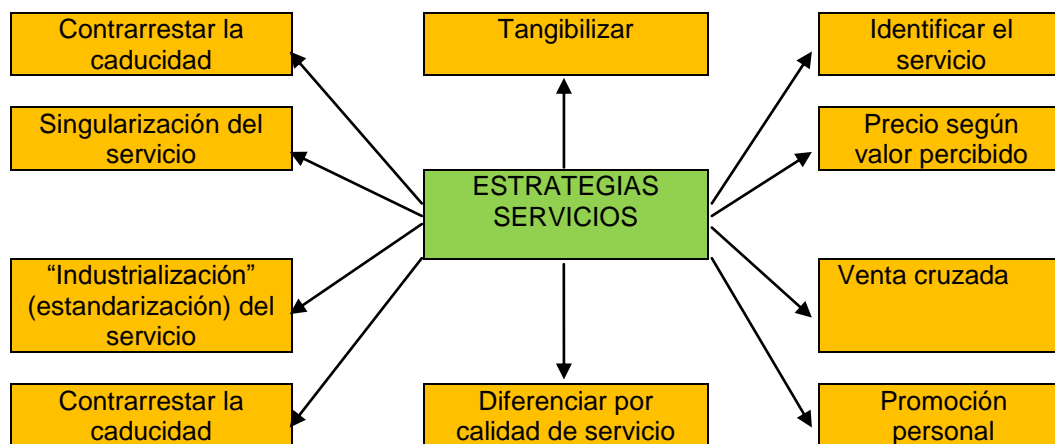 Contrarrestar la
caducidad
Tangibilizar
Identificar el
servicio
Singularización del
servicio
Precio según
valor percibido
ESTRATEGIAS
SERVICIOS
“Industrialización”
(estandarización) del
servicio
Venta cruzada
Contrarrestar la
caducidad
Diferenciar por
calidad de servicio
Promoción
personal